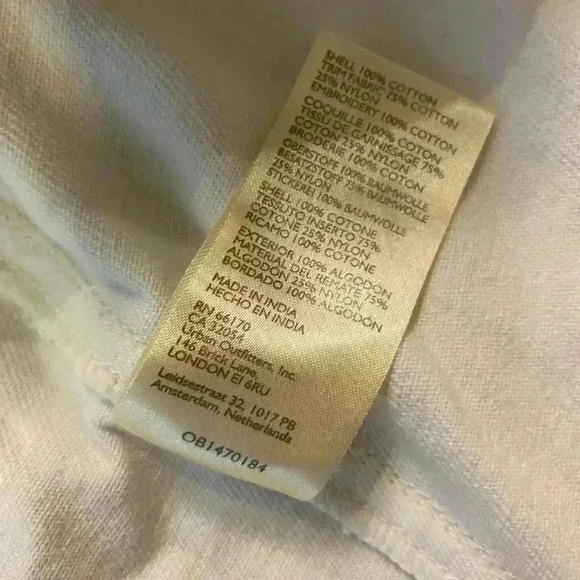 SHELL 100% COTTON
TRIM FABRIC 75% COTTON
25% NYLON
EMBROIDERY 100% COTTON
COQUILLE 100% COTON
TISSU DE GARNISSAGE 75%
COTON 25% NYLON
BRODERIE 100% COTON
OBERSTOFF 100% BAUMWOLLE
BESATZSTOFF 75% BAUMWOLLE
25% NYLON
STICKEREI 100% BAUMWOLLE
SHELL 100% COTONE
TESSUTO INSERTO 75%
COTONE 25% NYLON
RICAMO 100% COTONE
EXTERIOR 100% ALGODON
MATERIAL DEL REMATE 75%
ALGODON 25% NYLON
BORDADO 100% ALGODÓN
MADE IN INDIA
HECHO EN INDIA
RN 66170
CA 32054
Urban Outfitters, Inc.
146 Brick Lane,
LONDON E1 6RU
Leidsestraat 32, 1017 PB
Amsterdam, Netherlands
OB1470184